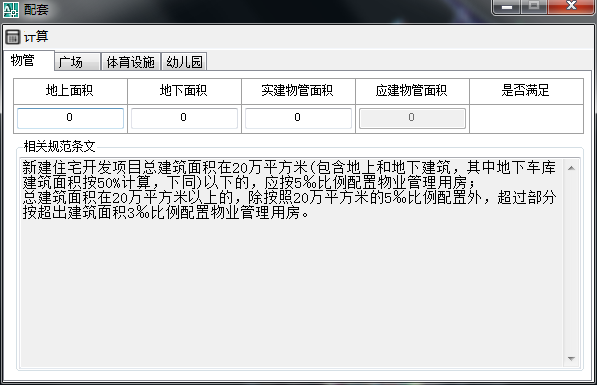 配套
计算
物管 广场 体育设施 幼儿园
地上面积 地下面积 实建物管面积 应建物管面积 是否满足
0 0 0 0
相关规范条文
新建住宅开发项目总建筑面积在20万平方米(包含地上和地下建筑，其中地下车库
建筑面积按50%计算，下同)以下的，应按5‰比例配置物业管理用房；
总建筑面积在20万平方米以上的，除按照20万平方米的5‰比例配置外，超过部分
按超出建筑面积3‰比例配置物业管理用房。